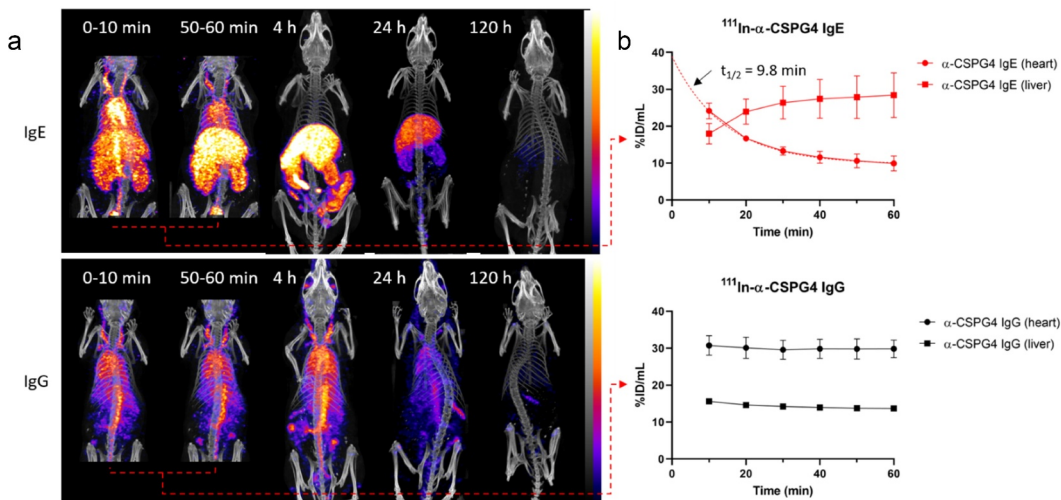 a
0-10 min 50-60 min 4 h 24 h 120 h
IgE
0-10 min 50-60 min 4 h 24 h 120 h
IgG
b
¹¹¹In-α-CSPG4 IgE
t1/2 = 9.8 min
α-CSPG4 IgE (heart)
α-CSPG4 IgE (liver)
%ID/mL
40
30
20
10
0
0 20 40 60
Time (min)
¹¹¹In-α-CSPG4 IgG
α-CSPG4 IgG (heart)
α-CSPG4 IgG (liver)
%ID/mL
40
30
20
10
0
0 20 40 60
Time (min)